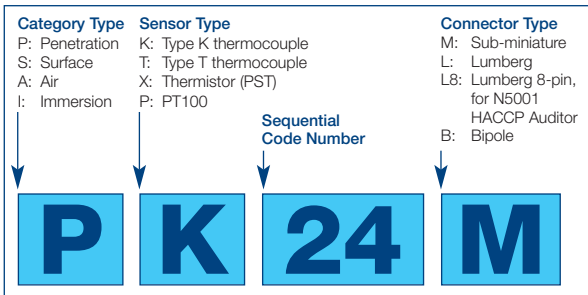 Category Type
P: Penetration
S: Surface
A: Air
I: Immersion
Sensor Type
K: Type K thermocouple
T: Type T thermocouple
X: Thermistor (PST)
P: PT100
Sequential
Code Number
Connector Type
M: Sub-miniature
L: Lumberg
L8: Lumberg 8-pin,
for N5001
HACCP Auditor
B: Bipole
P K 24 M